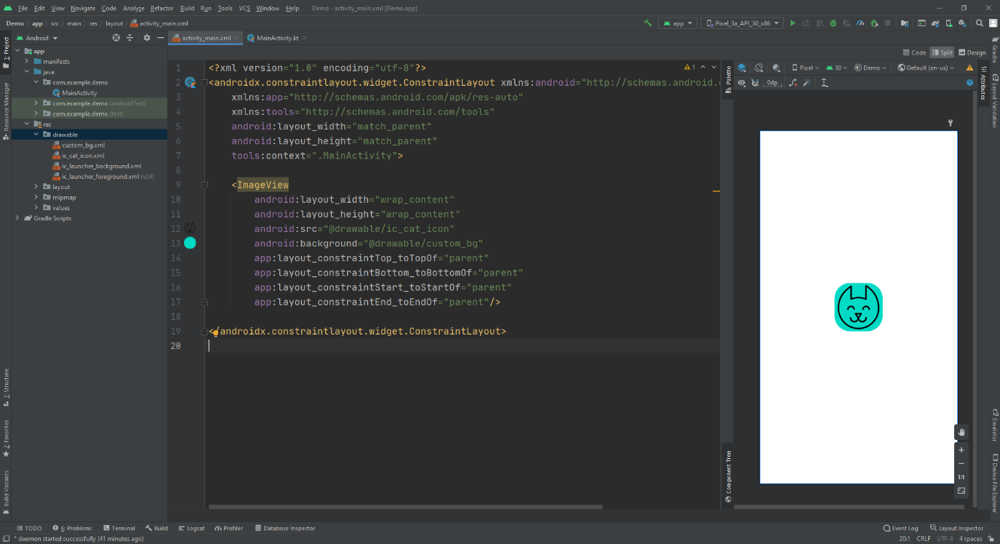 File Edit View Navigate Code Analyze Refactor Build Run Tools VCS Window Help Demo - activity_main.xml [Demo.app]
Demo app src main res layout activity_main.xml app Pixel_3a_API_30_x86
Android activity_main.xml MainActivity.kt
Code Split Design
1: Project
Resource Manager
7: Structure
2: Favorites
Build Variants
app
manifests
java
com.example.demo
MainActivity
com.example.demo (androidTest)
com.example.demo (test)
res
drawable
custom_bg.xml
ic_cat_icon.xml
ic_launcher_background.xml
ic_launcher_foreground.xml (v24)
layout
mipmap
values
Gradle Scripts
1 <?xml version="1.0" encoding="utf-8"?>
2 <androidx.constraintlayout.widget.ConstraintLayout xmlns:android="http://schemas.android.
3 xmlns:app="http://schemas.android.com/apk/res-auto"
4 xmlns:tools="http://schemas.android.com/tools"
5 android:layout_width="match_parent"
6 android:layout_height="match_parent"
7 tools:context=".MainActivity">
8
9 <ImageView
10 android:layout_width="wrap_content"
11 android:layout_height="wrap_content"
12 android:src="@drawable/ic_cat_icon"
13 android:background="@drawable/custom_bg"
14 app:layout_constraintTop_toTopOf="parent"
15 app:layout_constraintBottom_toBottomOf="parent"
16 app:layout_constraintStart_toStartOf="parent"
17 app:layout_constraintEnd_toEndOf="parent"/>
18
19 </androidx.constraintlayout.widget.ConstraintLayout>
20
1
Palette
Component Tree
Pixel 30 Demo Default (en-us)
0dp
1:1
Attributes
Gradle
Layout Validation
Emulator
Device File Explorer
TODO 6: Problems Terminal Build Logcat Profiler Database Inspector Event Log Layout Inspector
* daemon started successfully (41 minutes ago) 20:1 CRLF UTF-8 4 spaces